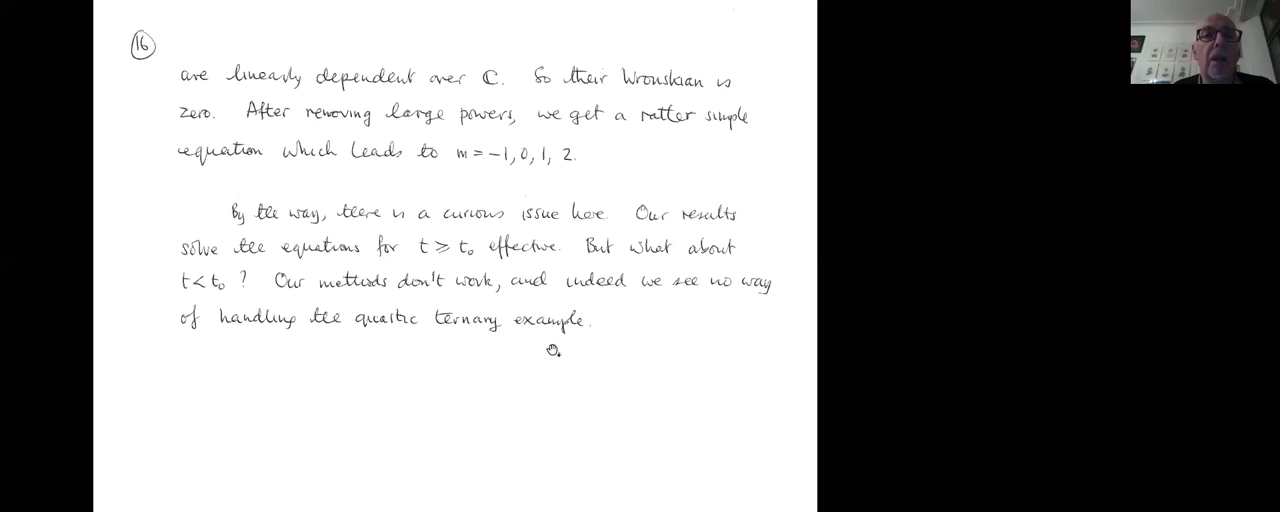 16
are linearly dependent over ℂ. So their Wronskian is
zero. After removing large powers, we get a rather simple
equation which leads to m = -1, 0, 1, 2.
By the way, there is a curious issue here. Our results
solve the equations for t ≥ t₀ effective. But what about
t < t₀ ? Our methods don't work, and indeed we see no way
of handling the quartic ternary example.